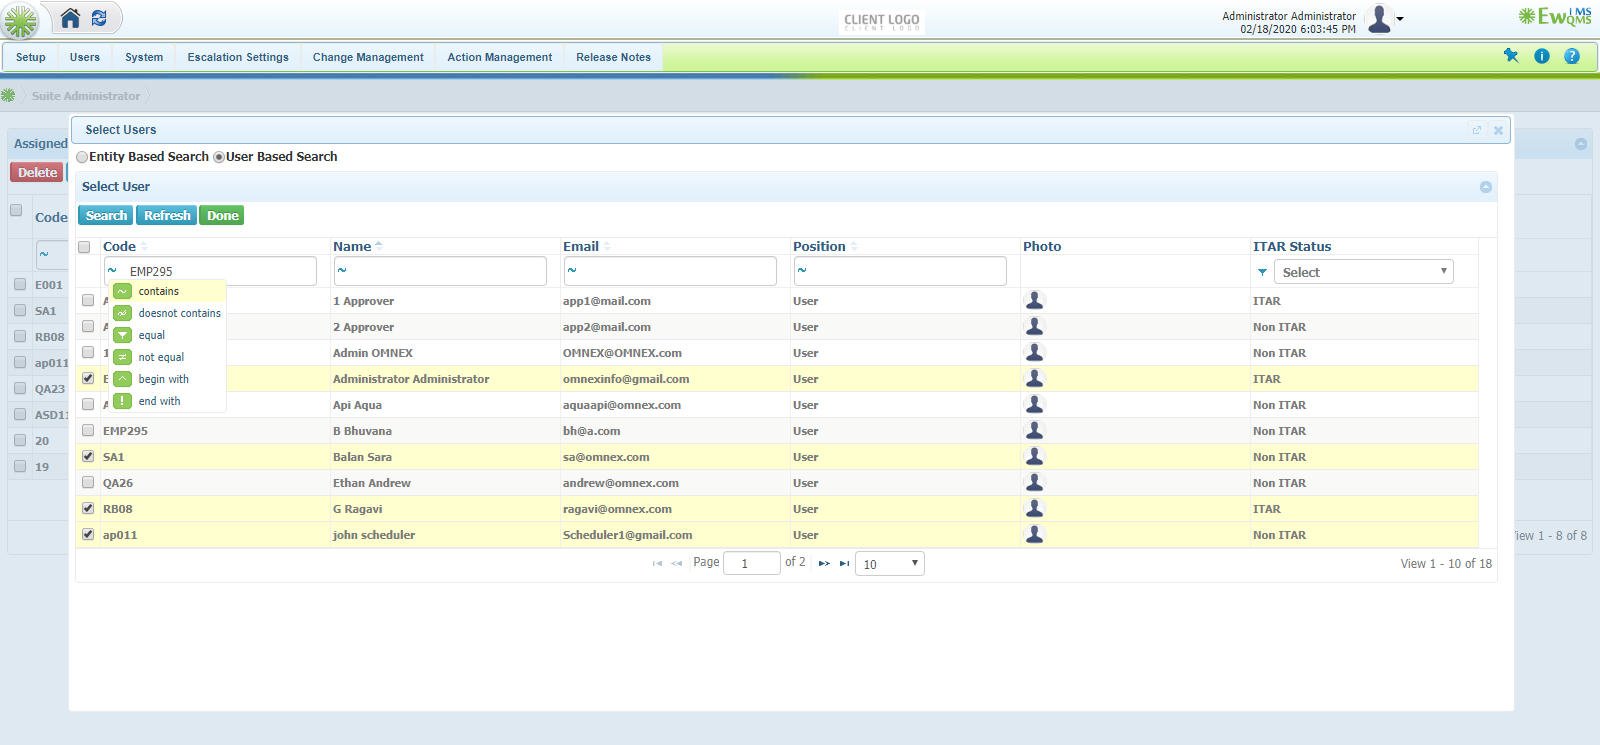 CLIENT LOGO
CLIENT LOGO
Administrator Administrator
02/18/2020 6:03:45 PM
EwQMS IMS
Setup Users System Escalation Settings Change Management Action Management Release Notes
Suite Administrator
Select Users
Assigned
Entity Based Search User Based Search
Delete
Select User
Search Refresh Done
Code
Code Name Email Position Photo ITAR Status
~ EMP295 ~ ~ ~ Select
~
contains
doesnot contains
equal
not equal
begin with
end with
E001
SA1
RB08
ap011
QA23
ASD11
20
19
A 1 Approver app1@mail.com User ITAR
A 2 Approver app2@mail.com User Non ITAR
1 Admin OMNEX OMNEX@OMNEX.com User Non ITAR
E Administrator Administrator omnexinfo@gmail.com User ITAR
A Api Aqua aquaapi@omnex.com User Non ITAR
EMP295 B Bhuvana bh@a.com User Non ITAR
SA1 Balan Sara sa@omnex.com User Non ITAR
QA26 Ethan Andrew andrew@omnex.com User Non ITAR
RB08 G Ragavi ragavi@omnex.com User ITAR
ap011 john scheduler Scheduler1@gmail.com User Non ITAR
Page 1 of 2 10 View 1 - 10 of 18
View 1 - 8 of 8